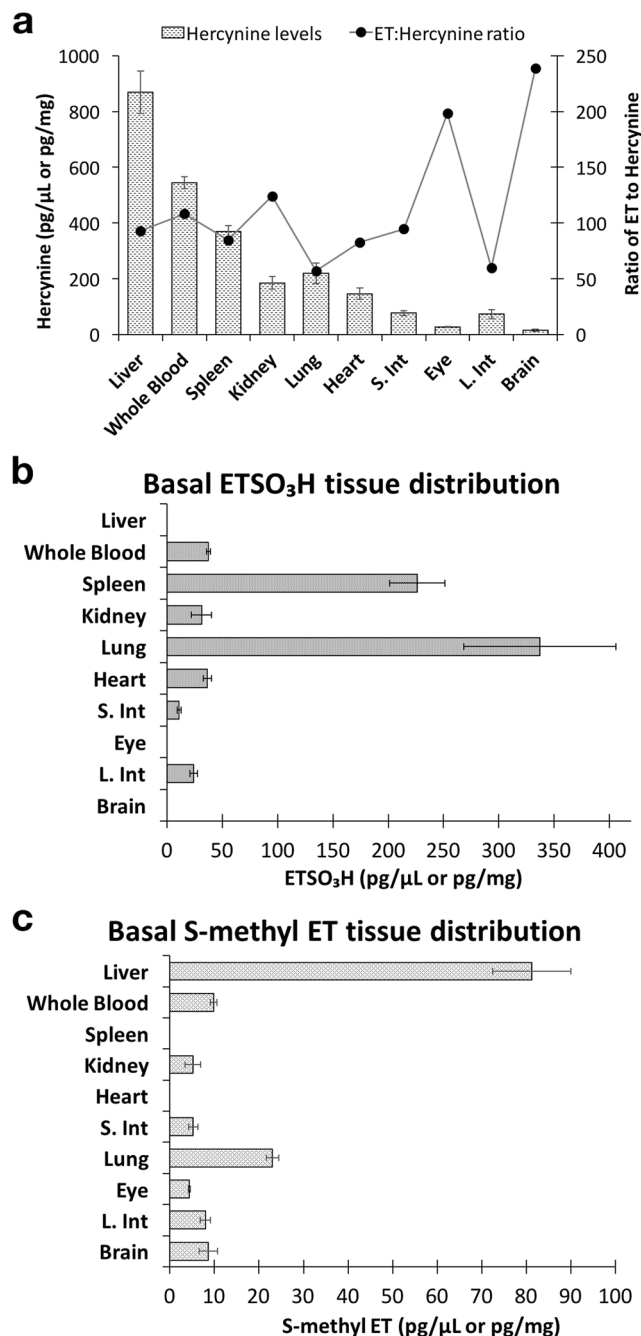 a
Hercynine levels
ET:Hercynine ratio
Hercynine (pg/µL or pg/mg)
1000
800
600
400
200
0
Ratio of ET to Hercynine
250
200
150
100
50
0
Liver
Whole Blood
Spleen
Kidney
Lung
Heart
S. Int
Eye
L. Int
Brain
b
Basal ETSO₃H tissue distribution
Liver
Whole Blood
Spleen
Kidney
Lung
Heart
S. Int
Eye
L. Int
Brain
0 50 100 150 200 250 300 350 400
ETSO₃H (pg/µL or pg/mg)
c
Basal S-methyl ET tissue distribution
Liver
Whole Blood
Spleen
Kidney
Heart
S. Int
Lung
Eye
L. Int
Brain
0 10 20 30 40 50 60 70 80 90 100
S-methyl ET (pg/µL or pg/mg)